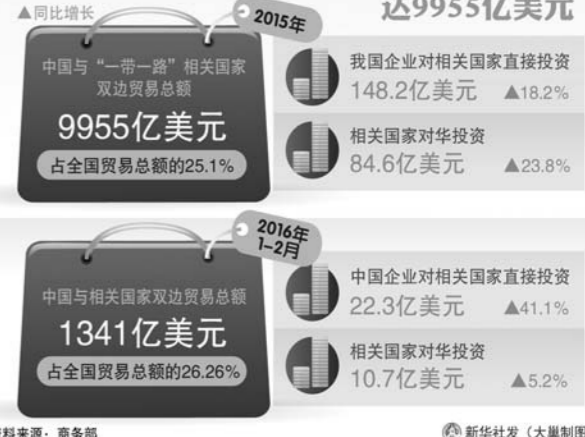 达9955亿美元
▲同比增长
2015年
中国与“一带一路”相关国家
双边贸易总额
9955亿美元
占全国贸易总额的25.1%
我国企业对相关国家直接投资
148.2亿美元 ▲18.2%
相关国家对华投资
84.6亿美元 ▲23.8%
2016年
1-2月
中国与相关国家双边贸易总额
1341亿美元
占全国贸易总额的26.26%
中国企业对相关国家直接投资
22.3亿美元 ▲41.1%
相关国家对华投资
10.7亿美元 ▲5.2%
资料来源：商务部
新华社发（大巢制图